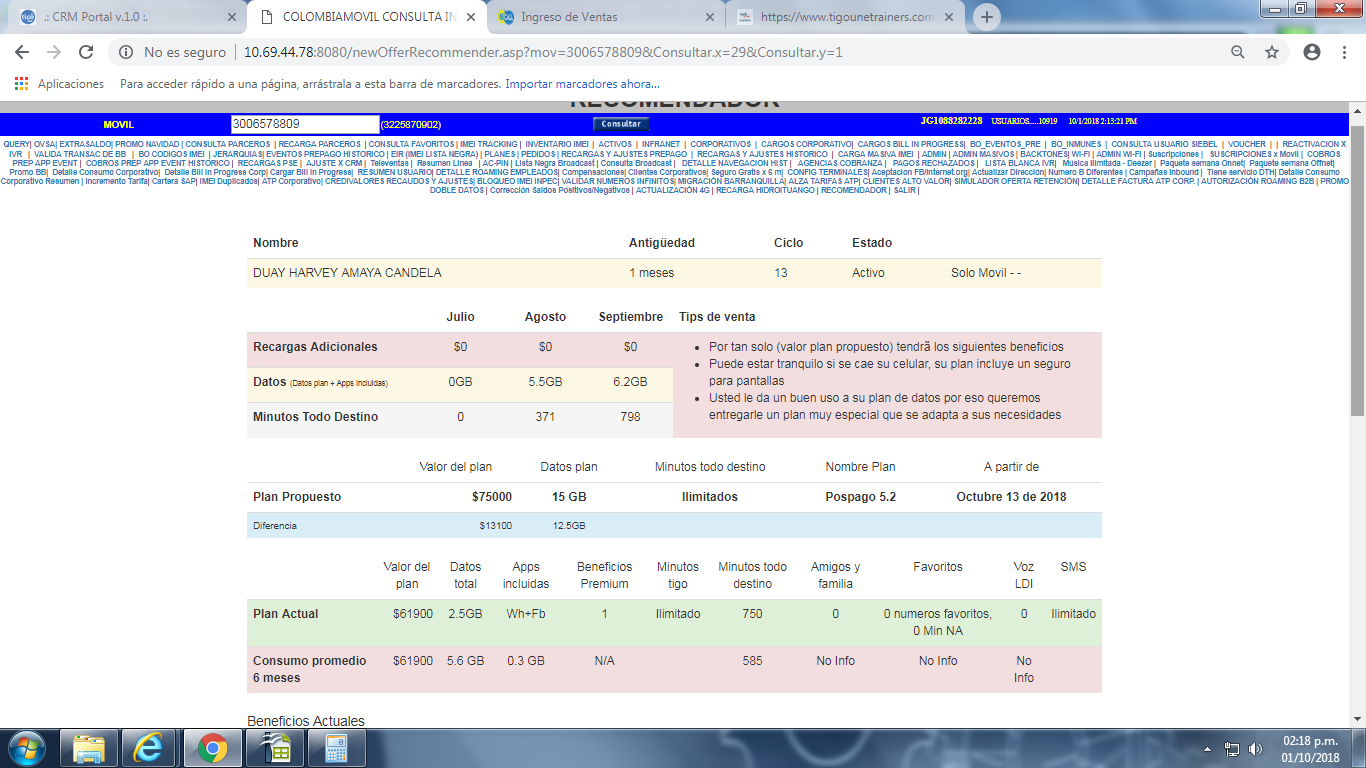 .: CRM Portal v.1.0 :.
COLOMBIAMOVIL CONSULTA IN
Ingreso de Ventas
https://www.tigounetrainers.com
No es seguro | 10.69.44.78:8080/newOfferRecommender.asp?mov=3006578809&Consultar.x=29&Consultar.y=1
Aplicaciones Para acceder rápido a una página, arrástrala a esta barra de marcadores. Importar marcadores ahora...
RECOMENDADOR
MOVIL 3006578809 (3225870902) Consultar JG1088282228 USUARIOS.....10919 10/1/2018 2:13:21 PM
QUERY| OVSA| EXTRASALDO| PROMO NAVIDAD | CONSULTA PARCEROS | RECARGA PARCEROS | CONSULTA FAVORITOS | IMEI TRACKING | INVENTARIO IMEI | ACTIVOS | INFRANET | CORPORATIVOS | CARGOS CORPORATIVO| CARGOS BILL IN PROGRESS| BO_EVENTOS_PRE | BO_INMUNES | CONSULTA USUARIO SIEBEL | VOUCHER | | REACTIVACION X
IVR | VALIDA TRANSAC DE BB | BO CODIGOS IMEI | JERARQUIAS| EVENTOS PREPAGO HISTORICO | EIR (IMEI LISTA NEGRA) | PLANES | PEDIDOS | RECARGAS Y AJUSTES PREPAGO | RECARGAS Y AJUSTES HISTORICO | CARGA MASIVA IMEI | ADMIN | ADMIN MASIVOS | BACKTONES| WI-FI | ADMIN WI-FI | Suscripciones | SUSCRIPCIONES x Movil | COBROS
PREP APP EVENT | COBROS PREP APP EVENT HISTORICO | RECARGAS PSE | AJUSTE X CRM | Televentas | Resumen Linea | AC-PIN | Lista Negra Broadcast | Consulta Broadcast | DETALLE NAVEGACION HIST | AGENCIAS COBRANZA | PAGOS RECHAZADOS | LISTA BLANCA IVR| Musica Ilimitada - Deezer | Paquete semana Onnet| Paquete semana Offnet|
Promo BB| Detalle Consumo Corporativo| Detalle Bill in Progress Corp| Cargar Bill in Progress| RESUMEN USUARIO| DETALLE ROAMING EMPLEADOS| Compensaciones| Clientes Corporativos| Seguro Gratis x 6 m| CONFIG TERMINALES| Aceptacion FB/Internet.org| Actualizar Dirección| Numero B Diferentes | Campañas Inbound | Tiene servicio DTH| Detalle Consumo
Corporativo Resumen | Incremento Tarifa| Cartera SAP| IMEI Duplicados| ATP Corporativo| CREDIVALORES RECAUDOS Y AJUSTES| BLOQUEO IMEI INPEC| VALIDAR NUMEROS INFINITOS| MIGRACIÓN BARRANQUILLA| ALZA TARIFAS ATP| CLIENTES ALTO VALOR| SIMULADOR OFERTA RETENCIÓN| DETALLE FACTURA ATP CORP. | AUTORIZACIÓN ROAMING B2B | PROMO
DOBLE DATOS | Corrección Saldos Positivos/Negativos | ACTUALIZACIÓN 4G | RECARGA HIDROITUANGO | RECOMENDADOR | SALIR |
Nombre Antigüedad Ciclo Estado
DUAY HARVEY AMAYA CANDELA 1 meses 13 Activo Solo Movil - -
Julio Agosto Septiembre Tips de venta
Recargas Adicionales $0 $0 $0
Datos (Datos plan + Apps incluidas) 0GB 5.5GB 6.2GB
Minutos Todo Destino 0 371 798
• Por tan solo (valor plan propuesto) tendrã los siguientes beneficios
• Puede estar tranquilo si se cae su celular, su plan incluye un seguro
para pantallas
• Usted le da un buen uso a su plan de datos por eso queremos
entregarle un plan muy especial que se adapta a sus necesidades
Valor del plan Datos plan Minutos todo destino Nombre Plan A partir de
Plan Propuesto $75000 15 GB Ilimitados Pospago 5.2 Octubre 13 de 2018
Diferencia $13100 12.5GB
Valor del Datos Apps Beneficios Minutos Minutos todo Amigos y Favoritos Voz SMS
plan total incluidas Premium tigo destino familia LDI
Plan Actual $61900 2.5GB Wh+Fb 1 Ilimitado 750 0 0 numeros favoritos, 0 Ilimitado
0 Min NA
Consumo promedio $61900 5.6 GB 0.3 GB N/A 585 No Info No Info No
6 meses Info
Beneficios Actuales
02:18 p.m.
01/10/2018